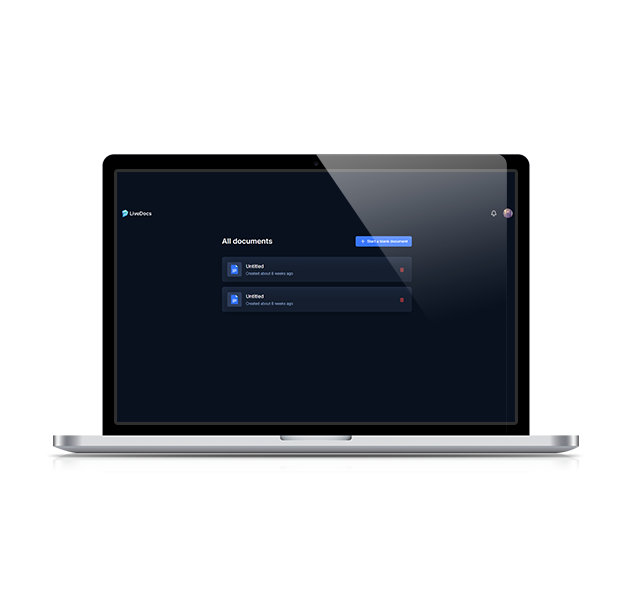 LiveDocs
All documents
Start a blank document
Untitled
Created about 6 weeks ago
Untitled
Created about 6 weeks ago